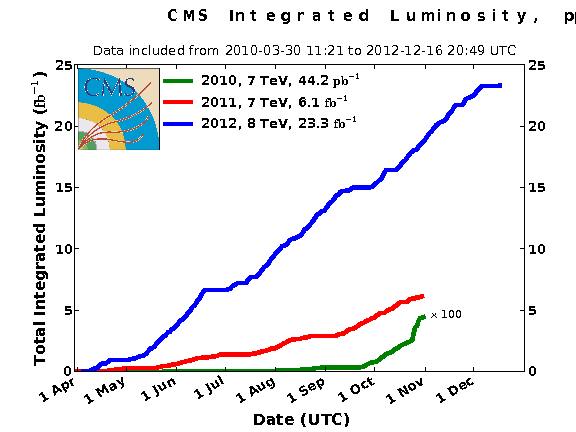 CMS Integrated Luminosity, pp
Data included from 2010-03-30 11:21 to 2012-12-16 20:49 UTC
CMS
2010, 7 TeV, 44.2 pb⁻¹
2011, 7 TeV, 6.1 fb⁻¹
2012, 8 TeV, 23.3 fb⁻¹
Total Integrated Luminosity (fb⁻¹)
25 25
20 20
15 15
10 10
5 5
0 0
× 100
1 Apr 1 May 1 Jun 1 Jul 1 Aug 1 Sep 1 Oct 1 Nov 1 Dec
Date (UTC)